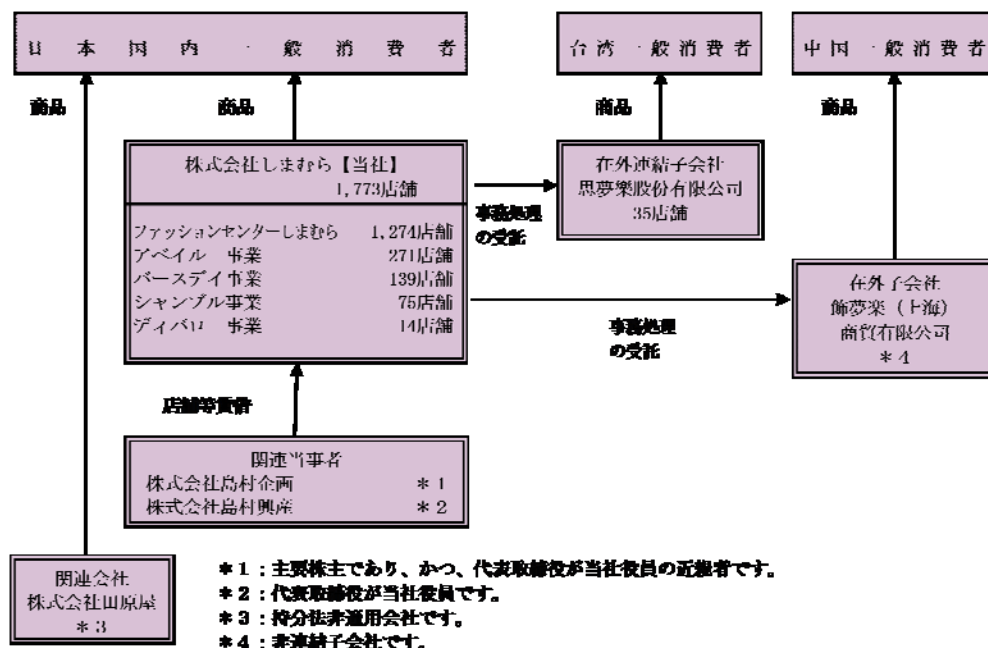 日本国内一般消費者
台湾一般消費者
中国一般消費者
商品
商品
商品
商品
株式会社しまむら【当社】
1,773店舗
ファッションセンターしまむら 1,274店舗
アベイル 事業 271店舗
バースデイ事業 139店舗
シャンブル事業 75店舗
ディバロ 事業 14店舗
事務処理
の受託
在外連結子会社
思夢樂股份有限公司
35店舗
事務処理
の受託
在外子会社
飾夢楽(上海)
商貿有限公司
*4
店舗等賃借
関連当事者
株式会社島村企画 *1
株式会社島村興産 *2
関連会社
株式会社田原屋
*3
*1:主要株主であり、かつ、代表取締役が当社役員の近親者です。
*2:代表取締役が当社役員です。
*3:持分法非適用会社です。
*4:非連結子会社です。